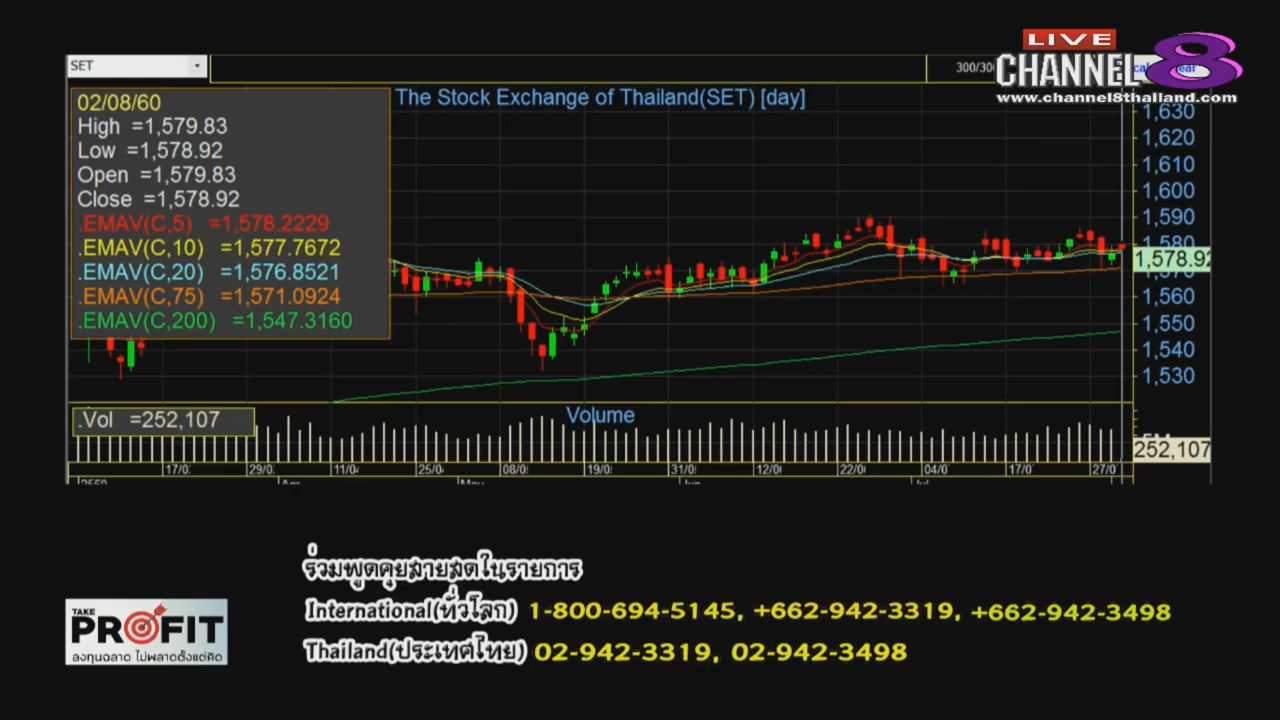 LIVE
CHANNEL 8
www.channel8thailand.com
SET
300/30
02/08/60
High =1,579.83
Low =1,578.92
Open =1,579.83
Close =1,578.92
.EMAV(C,5) =1,578.2229
.EMAV(C,10) =1,577.7672
.EMAV(C,20) =1,576.8521
.EMAV(C,75) =1,571.0924
.EMAV(C,200) =1,547.3160
The Stock Exchange of Thailand(SET) [day]
1,630
1,620
1,610
1,600
1,590
1,580
1,578.92
1,560
1,550
1,540
1,530
.Vol =252,107
Volume
252,107
17/0
29/0
11/0
25/0
08/0
19/0
31/0
12/0
22/0
04/0
17/0
27/0
ร่วมพูดคุยสายสดในรายการ
International(ทั่วโลก) 1-800-694-5145, +662-942-3319, +662-942-3498
Thailand(ประเทศไทย) 02-942-3319, 02-942-3498
TAKE
PROFIT
ลงทุนฉลาด ไม่พลาดตั้งแต่คิด